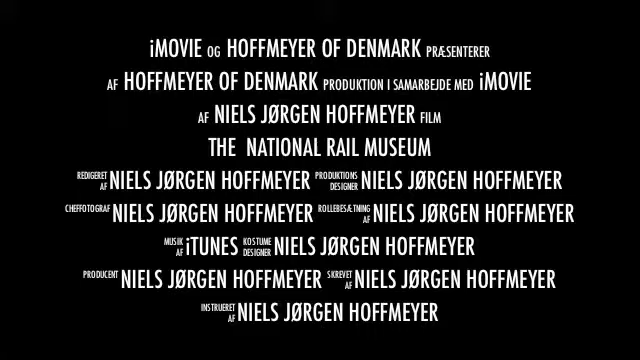 iMOVIE OG HOFFMEYER OF DENMARK PRÆSENTERER
AF HOFFMEYER OF DENMARK PRODUKTION I SAMARBEJDE MED iMOVIE
AF NIELS JØRGEN HOFFMEYER FILM
THE NATIONAL RAIL MUSEUM
REDIGERET AF NIELS JØRGEN HOFFMEYER PRODUKTIONS DESIGNER NIELS JØRGEN HOFFMEYER
CHEFFOTOGRAF NIELS JØRGEN HOFFMEYER ROLLEBESÆTNING AF NIELS JØRGEN HOFFMEYER
MUSIK AF iTUNES KOSTUME DESIGNER NIELS JØRGEN HOFFMEYER
PRODUCENT NIELS JØRGEN HOFFMEYER SKREVET AF NIELS JØRGEN HOFFMEYER
INSTRUERET AF NIELS JØRGEN HOFFMEYER